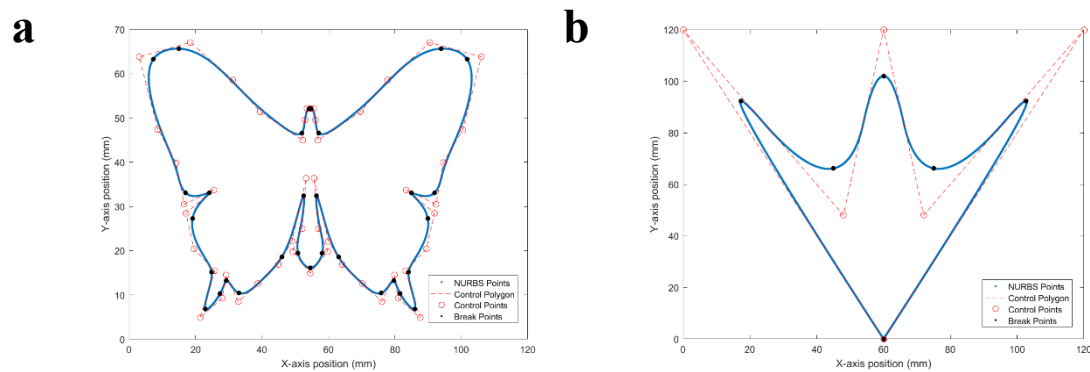 a
70
60
50
40
30
20
10
0
0 20 40 60 80 100 120
Y-axis position (mm)
X-axis position (mm)
NURBS Points
Control Polygon
Control Points
Break Points
b
120
100
80
60
40
20
0
0 20 40 60 80 100 120
Y-axis position (mm)
X-axis position (mm)
NURBS Points
Control Polygon
Control Points
Break Points